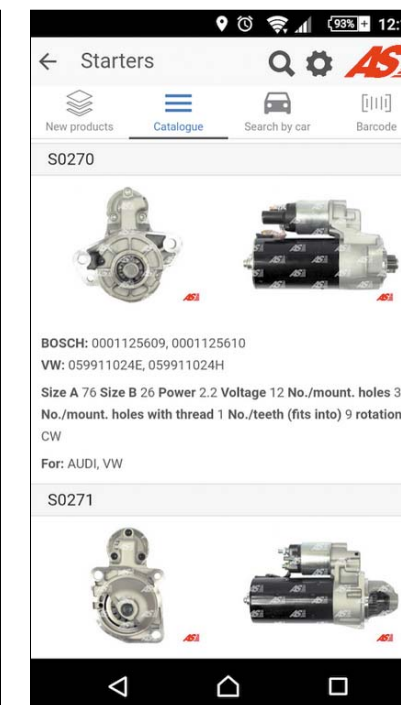 93% 12:
Starters
AS
New products Catalogue Search by car Barcode
S0270
BOSCH: 0001125609, 0001125610
VW: 059911024E, 059911024H
Size A 76 Size B 26 Power 2.2 Voltage 12 No./mount. holes 3
No./mount. holes with thread 1 No./teeth (fits into) 9 rotation
CW
For: AUDI, VW
S0271